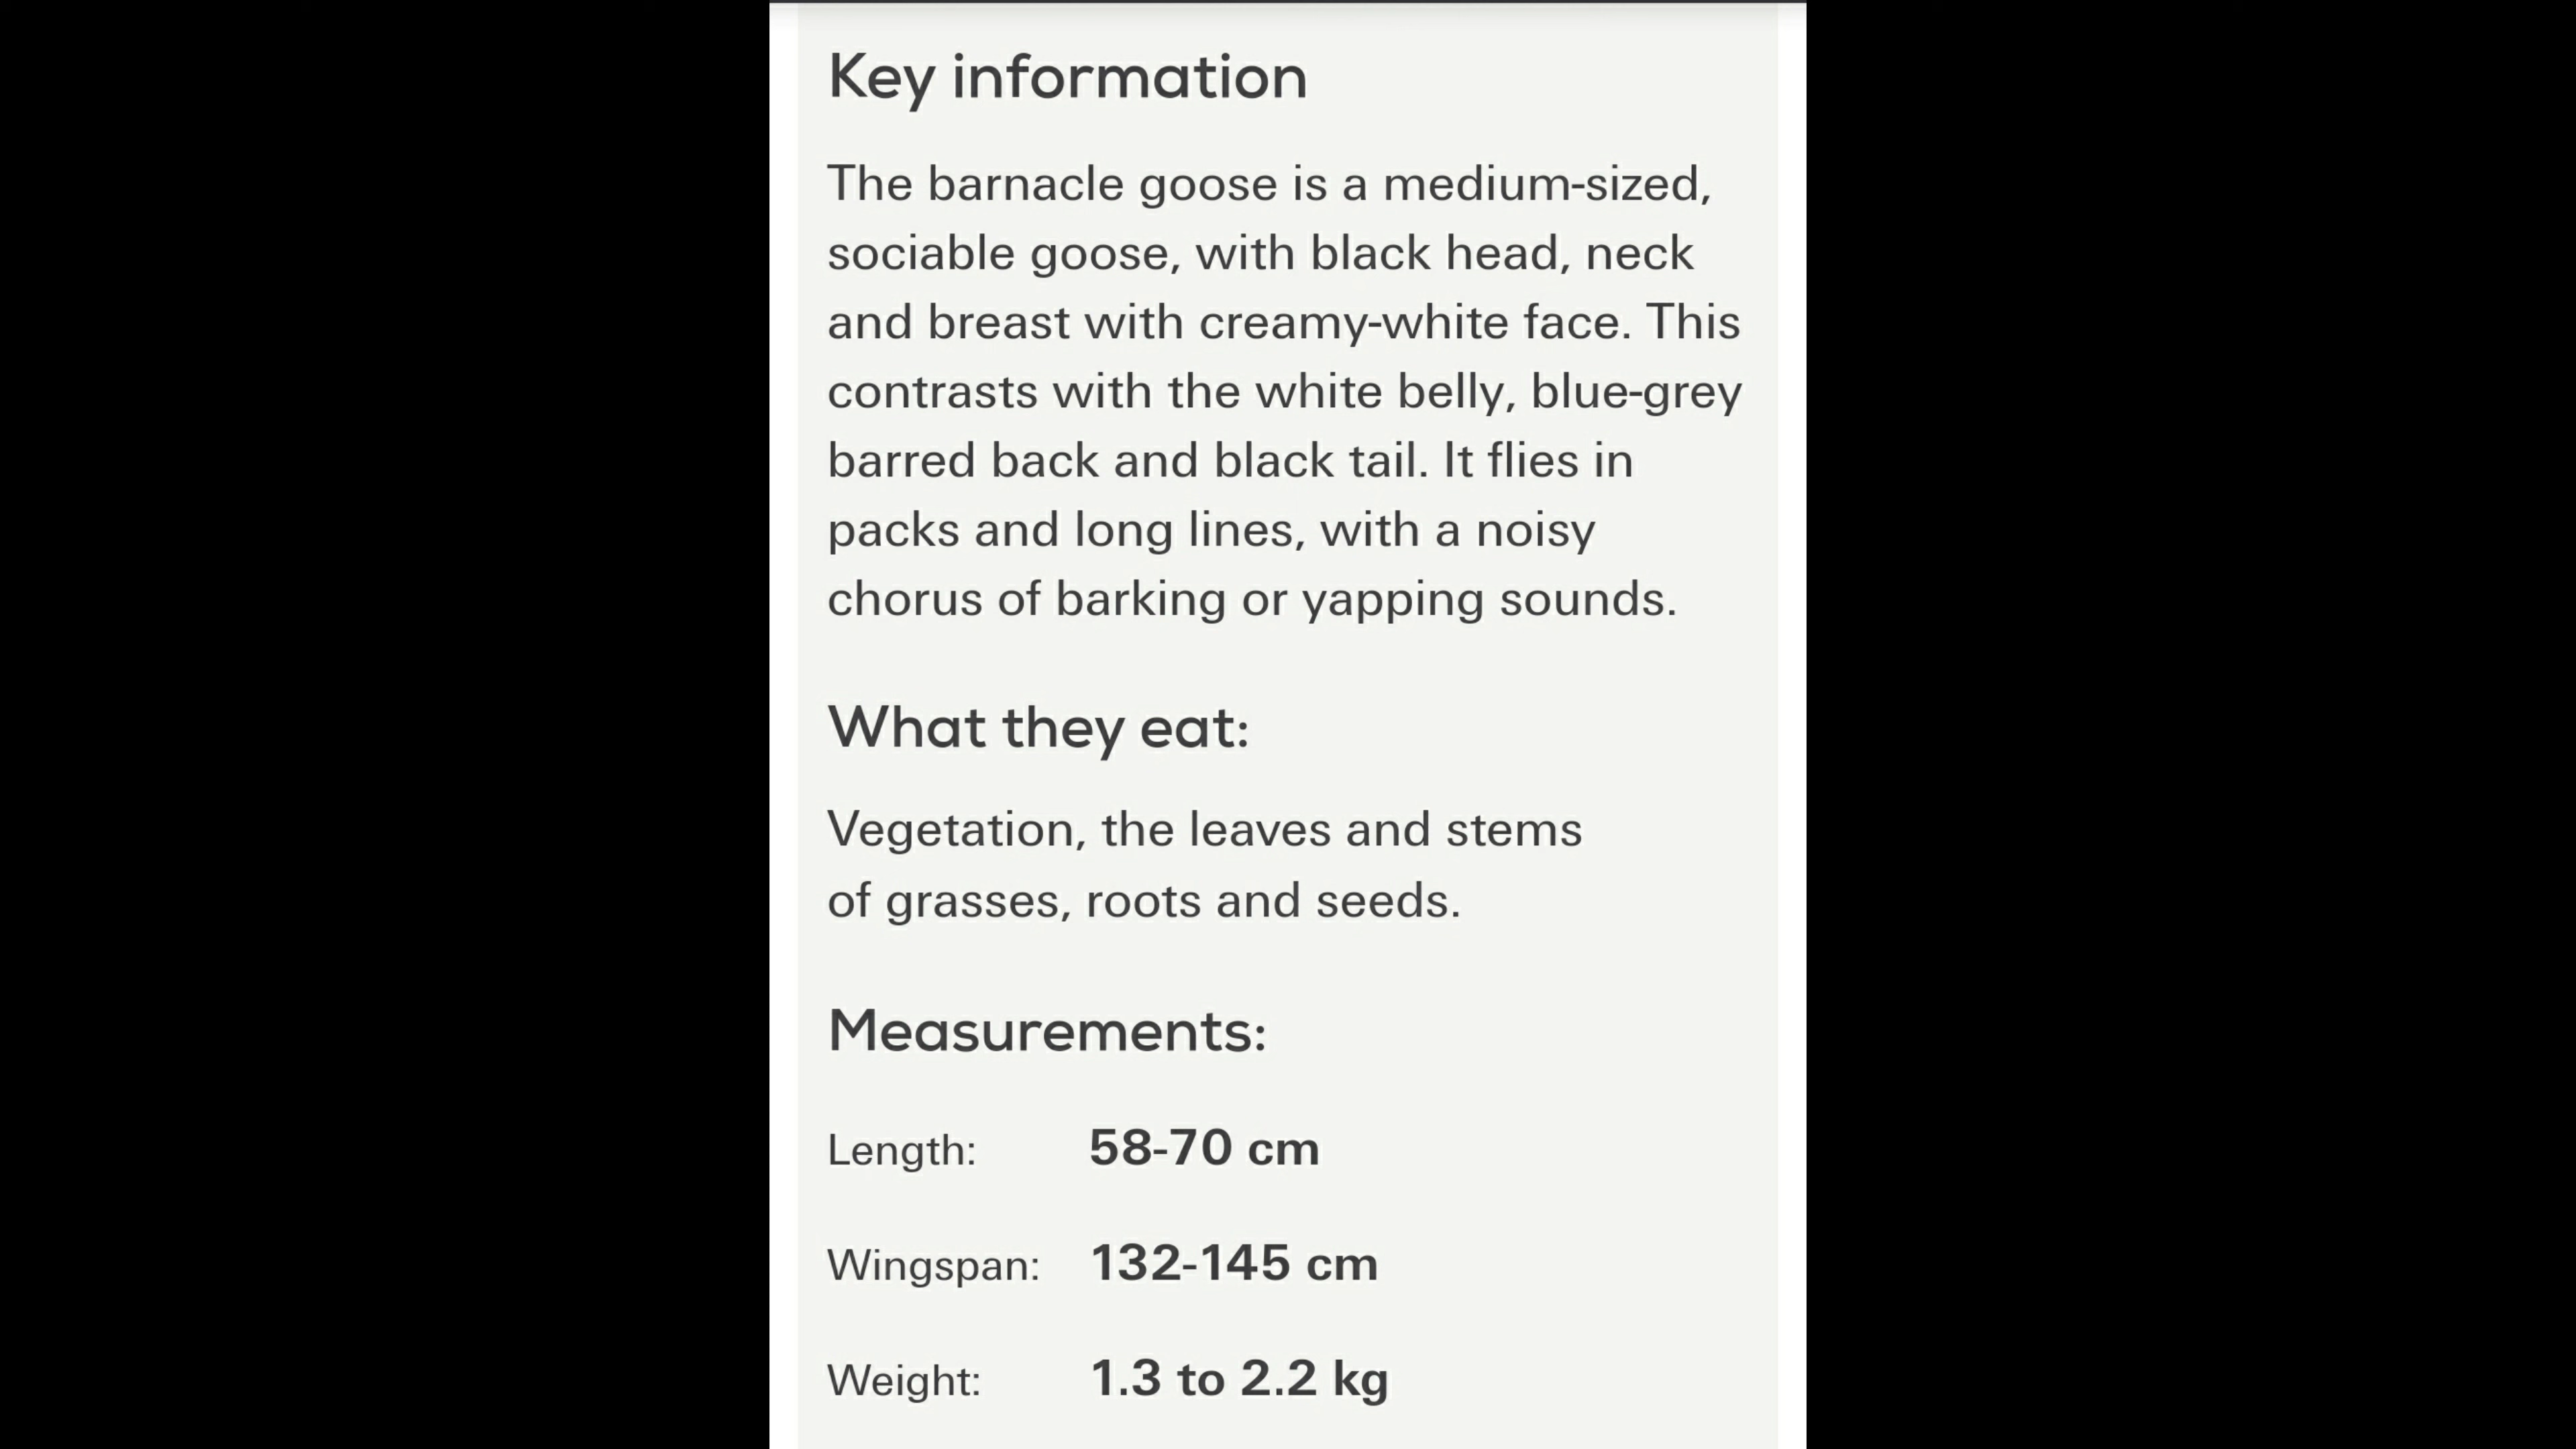 Key information
The barnacle goose is a medium-sized,
sociable goose, with black head, neck
and breast with creamy-white face. This
contrasts with the white belly, blue-grey
barred back and black tail. It flies in
packs and long lines, with a noisy
chorus of barking or yapping sounds.
What they eat:
Vegetation, the leaves and stems
of grasses, roots and seeds.
Measurements:
Length: 58-70 cm
Wingspan: 132-145 cm
Weight: 1.3 to 2.2 kg